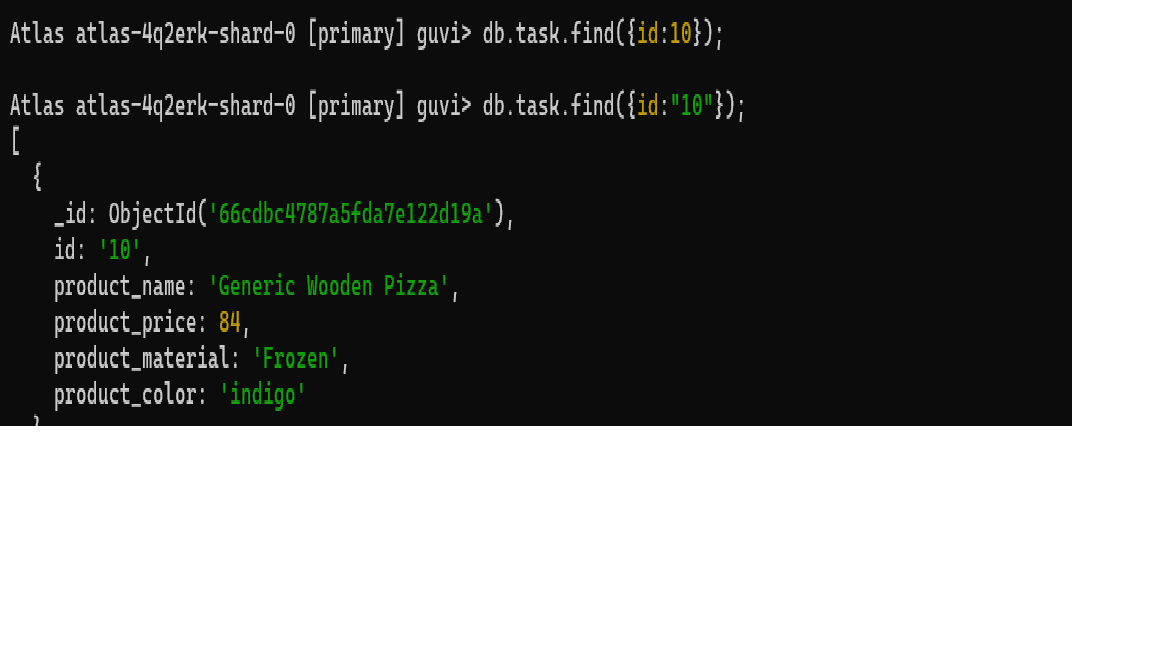 Atlas atlas-4q2erk-shard-0 [primary] guvi> db.task.find({id:10});
Atlas atlas-4q2erk-shard-0 [primary] guvi> db.task.find({id:"10"});
[
  {
    _id: ObjectId('66cdbc4787a5fda7e122d19a'),
    id: '10',
    product_name: 'Generic Wooden Pizza',
    product_price: 84,
    product_material: 'Frozen',
    product_color: 'indigo'
  }